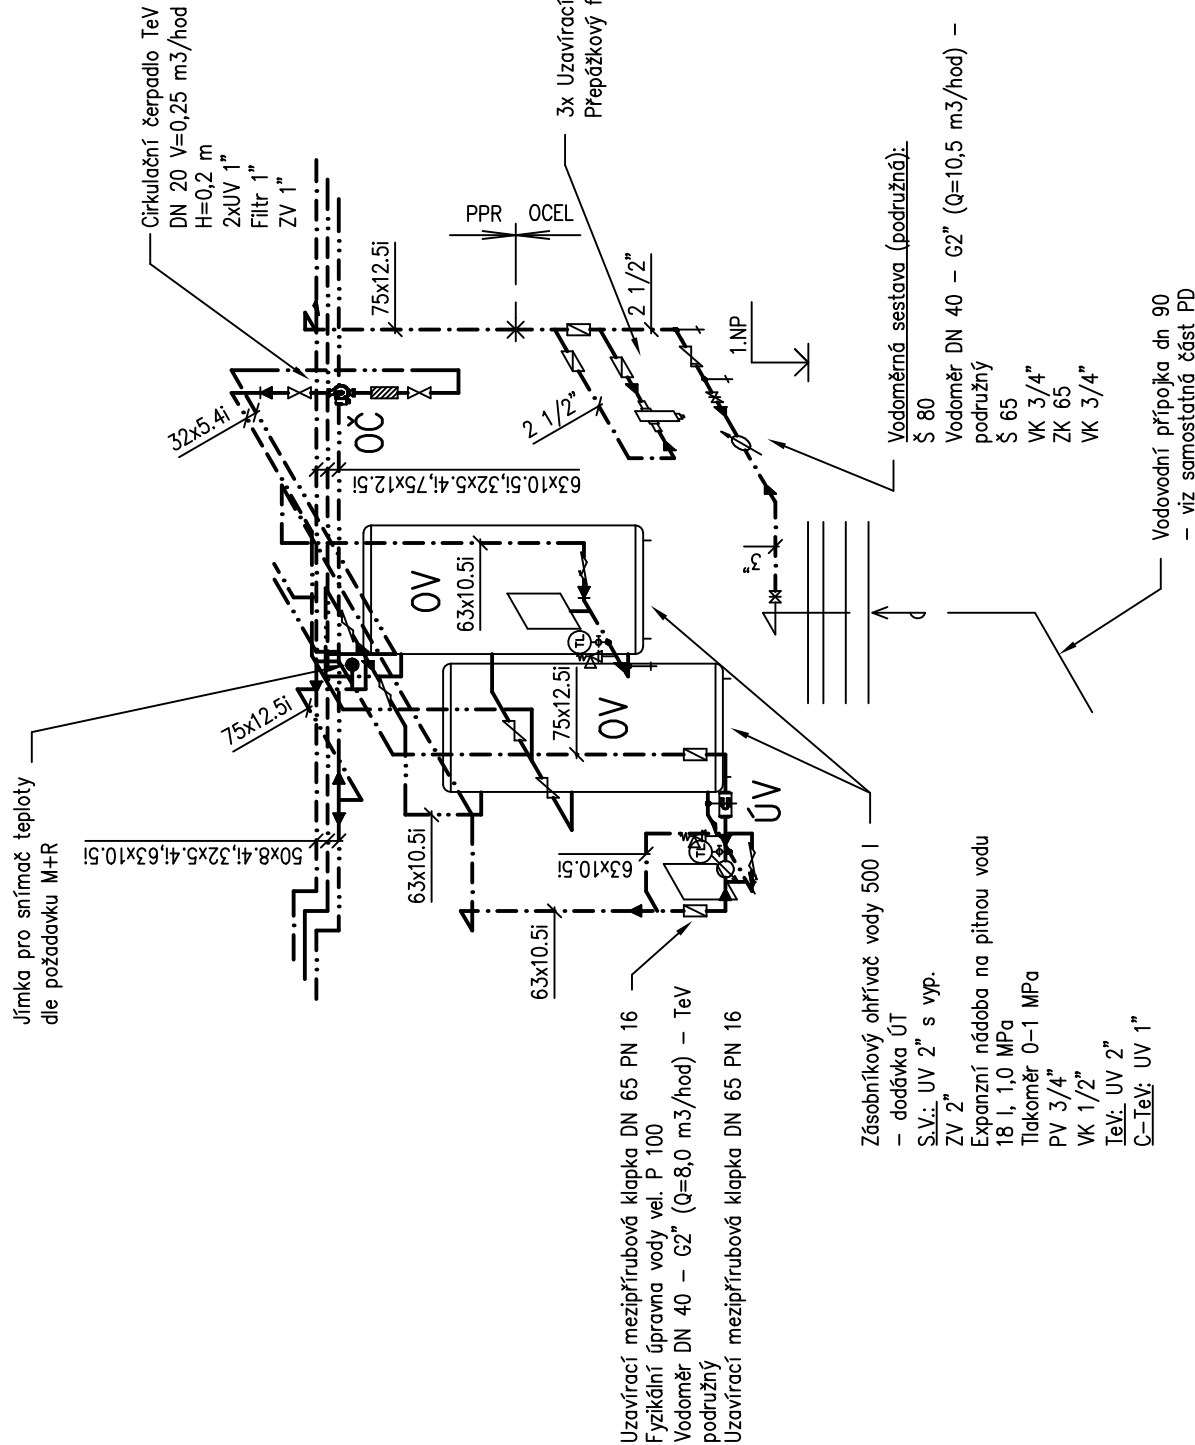 Cirkulační čerpadlo TeV
DN 20 V=0,25 m3/hod
H=0,2 m
2xUV 1"
Filtr 1"
ZV 1"
3x Uzavírací
Přepážkový f
PPR
OCEL
75x12.5i
2 1/2"
2 1/2"
1.NP
32x5.4i
OČ
63x10.5i,32x5.4i,75x12.5i
Vodoměrná sestava (podružná):
Š 80
Vodoměr DN 40 – G2" (Q=10,5 m3/hod) –
podružný
Š 65
VK 3/4"
ZK 65
VK 3/4"
3"
Vodovodní přípojka dn 90
– viz samostatná část PD
OV
63x10.5i
TL
75x12.5i
OV
75x12.5i
ÚV
TL
Jímka pro snímač teploty
dle požadavku M+R
50x8.4i,32x5.4i,63x10.5i
63x10.5i
63x10.5i
63x10.5i
Zásobníkový ohřívač vody 500 l
– dodávka ÚT
S.V.: UV 2" s vyp.
ZV 2"
Expanzní nádoba na pitnou vodu
18 l, 1,0 MPa
Tlakoměr 0–1 MPa
PV 3/4"
VK 1/2"
TeV: UV 2"
C–TeV: UV 1"
Uzavírací mezipřírubová klapka DN 65 PN 16
Fyzikální úpravna vody vel. P 100
Vodoměr DN 40 – G2" (Q=8,0 m3/hod) – TeV
podružný
Uzavírací mezipřírubová klapka DN 65 PN 16